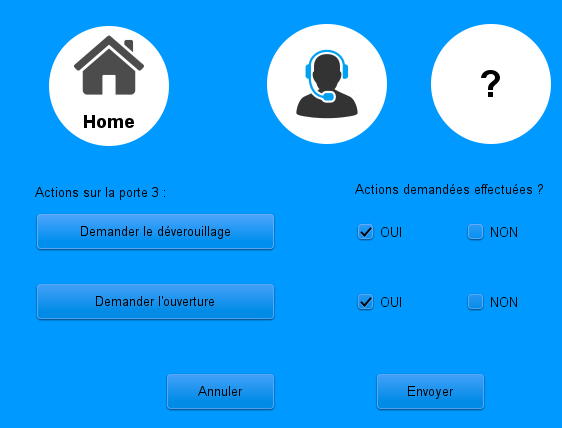 Home
?
Actions sur la porte 3 :
Actions demandées effectuées ?
Demander le déverouillage
OUI
NON
Demander l'ouverture
OUI
NON
Annuler
Envoyer